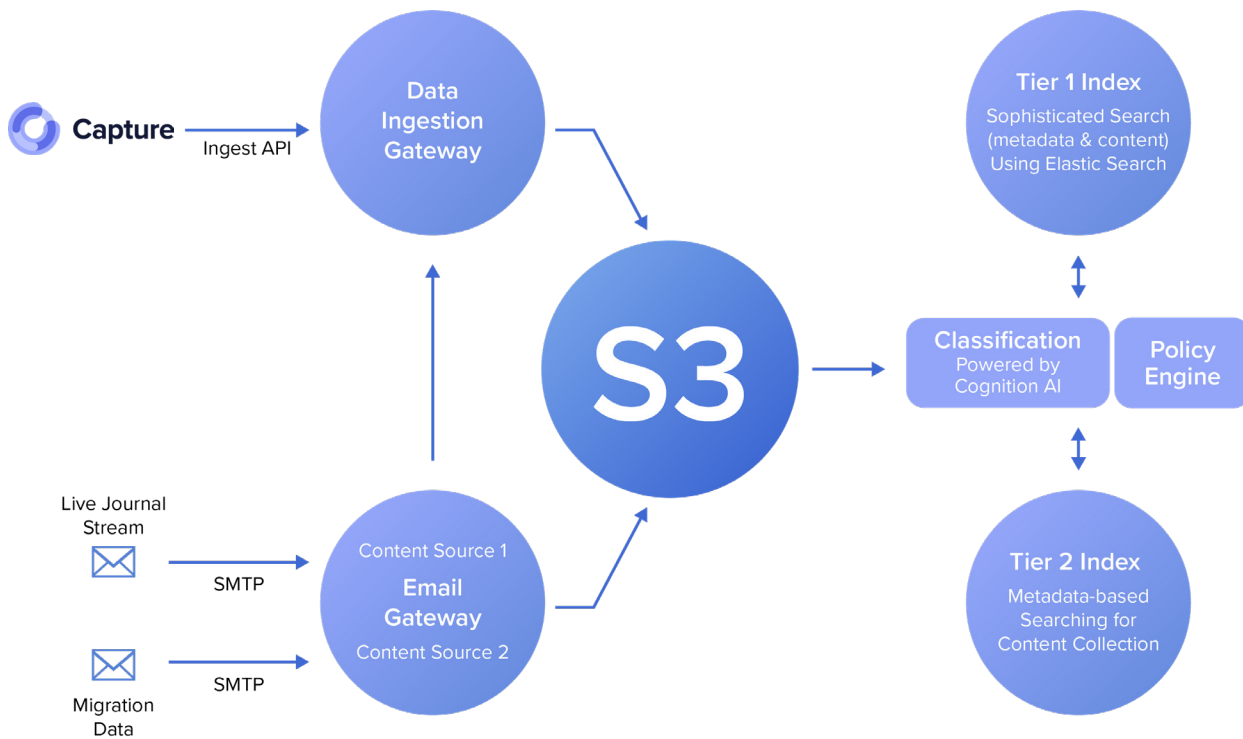 Capture
Ingest API
Data
Ingestion
Gateway
Live Journal
Stream
SMTP
Migration
Data
SMTP
Content Source 1
Email
Gateway
Content Source 2
S3
Tier 1 Index
Sophisticated Search
(metadata & content)
Using Elastic Search
Classification
Powered by
Cognition AI
Policy
Engine
Tier 2 Index
Metadata-based
Searching for
Content Collection